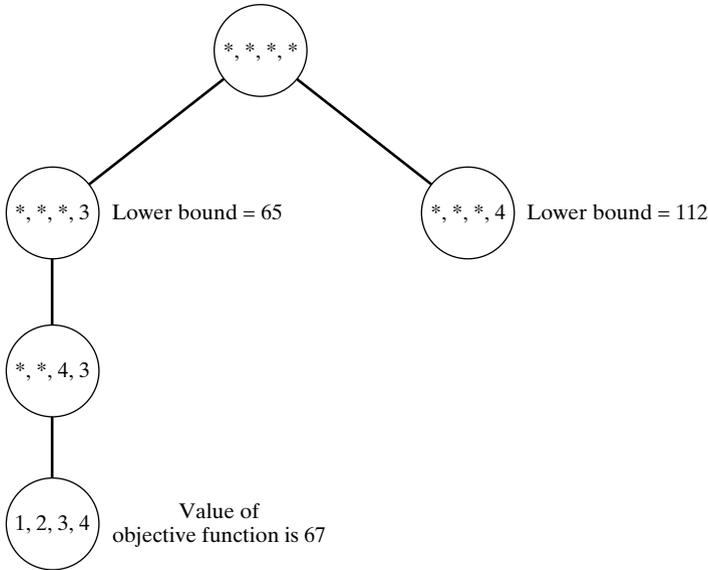 *, *, *, *
*, *, *, 3 Lower bound = 65
*, *, *, 4 Lower bound = 112
*, *, 4, 3
1, 2, 3, 4
Value of
objective function is 67